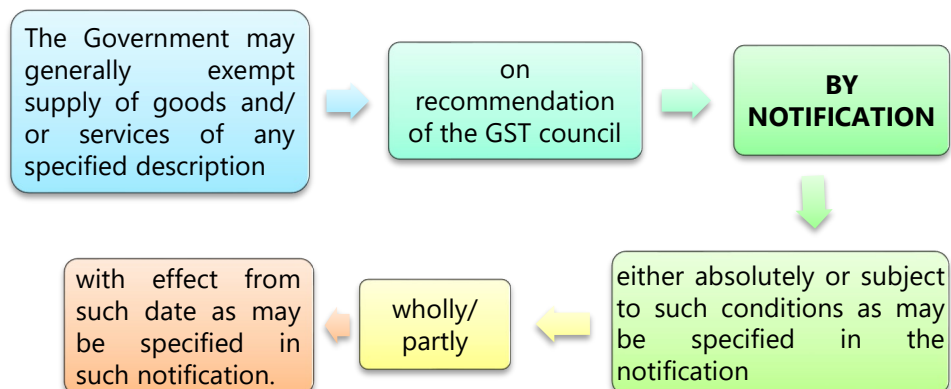 The Government may
generally exempt
supply of goods and/
or services of any
specified description
on
recommendation
of the GST council
BY
NOTIFICATION
either absolutely or subject
to such conditions as may
be specified in the
notification
wholly/
partly
with effect from
such date as may
be specified in
such notification.